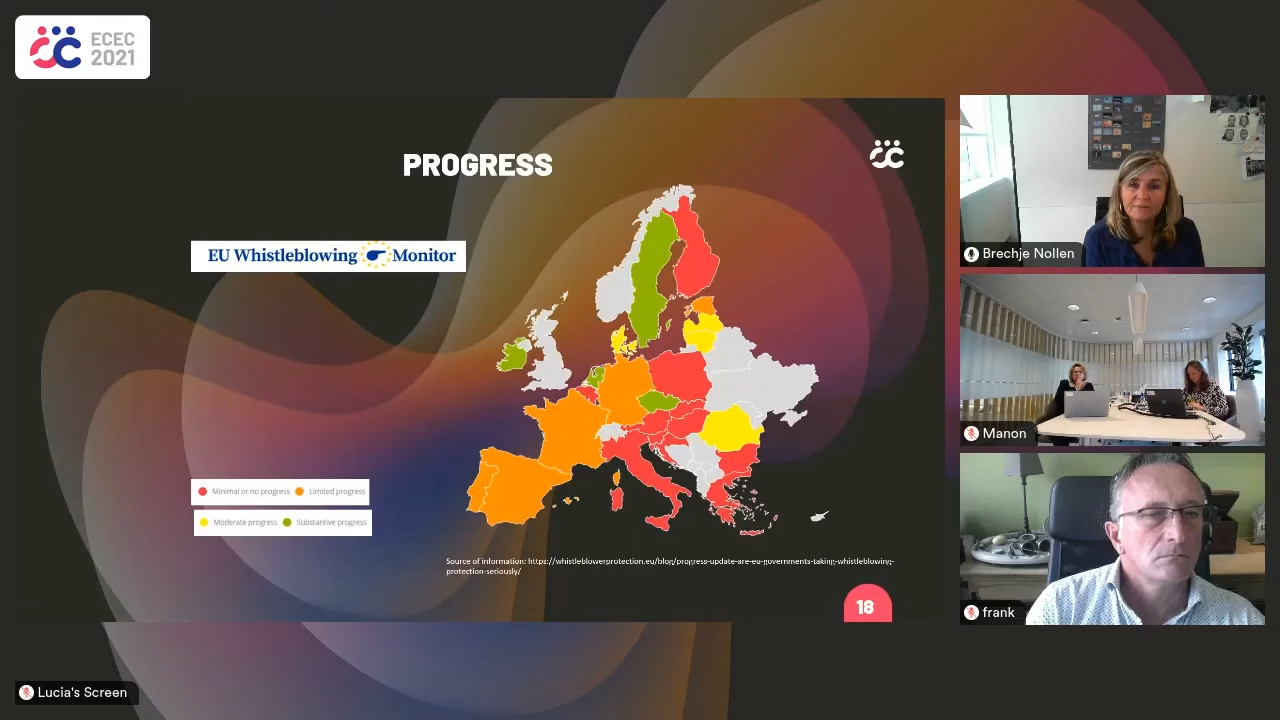 ECEC
2021
PROGRESS
EU Whistleblowing Monitor
Minimal or no progress
Limited progress
Moderate progress
Substantive progress
Source of information: https://whistleblowerprotection.eu/blog/progress-update-are-eu-governments-taking-whistleblowing-
protection-seriously/
18
Brechje Nollen
Manon
frank
Lucia's Screen